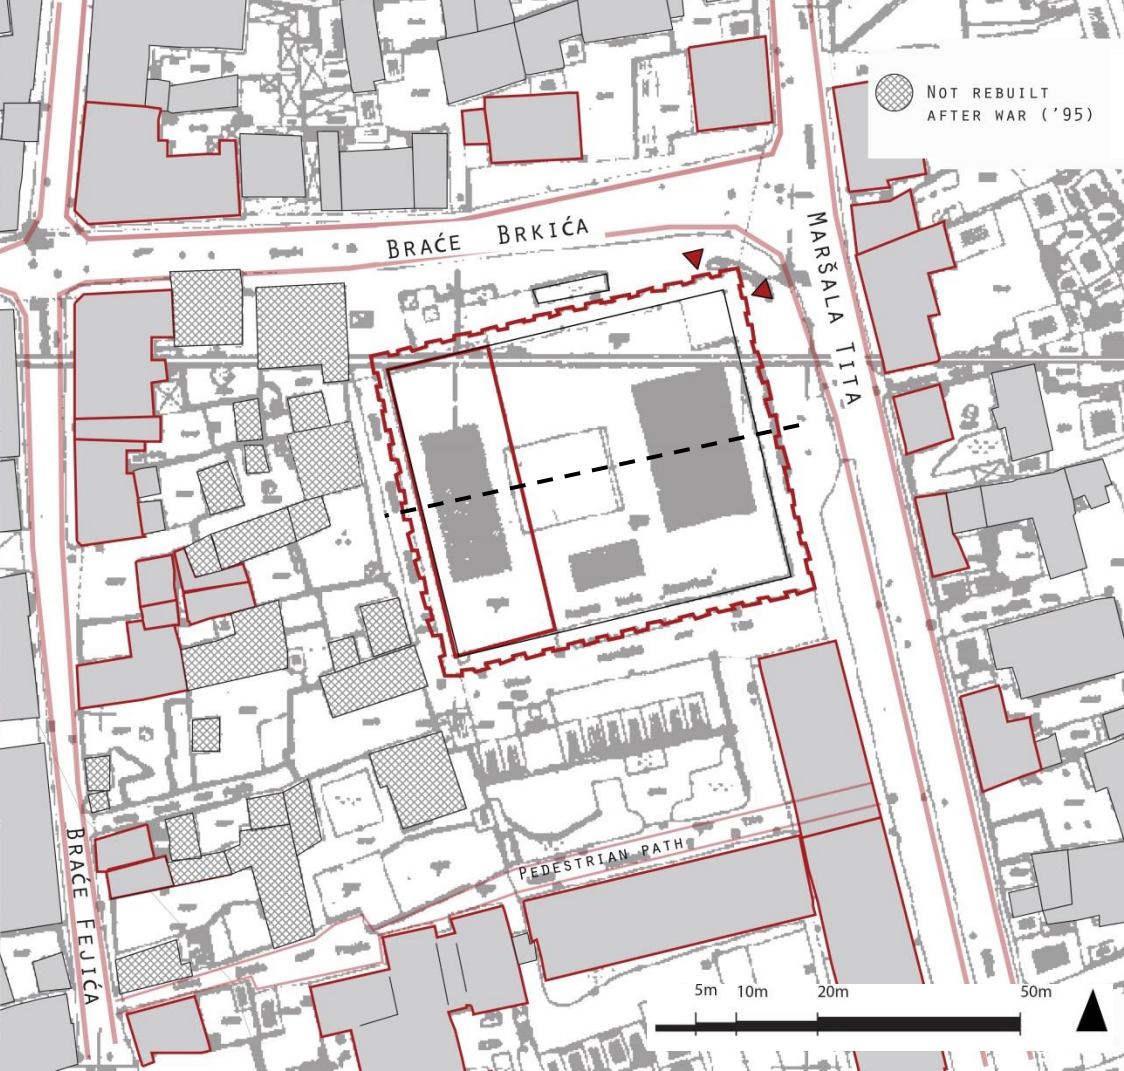 NOT REBUILT
AFTER WAR ('95)
BRAĆE BRKIĆA
MARŠALA TITA
PEDESTRIAN PATH
BRAĆE FEJIĆA
5m 10m 20m 50m